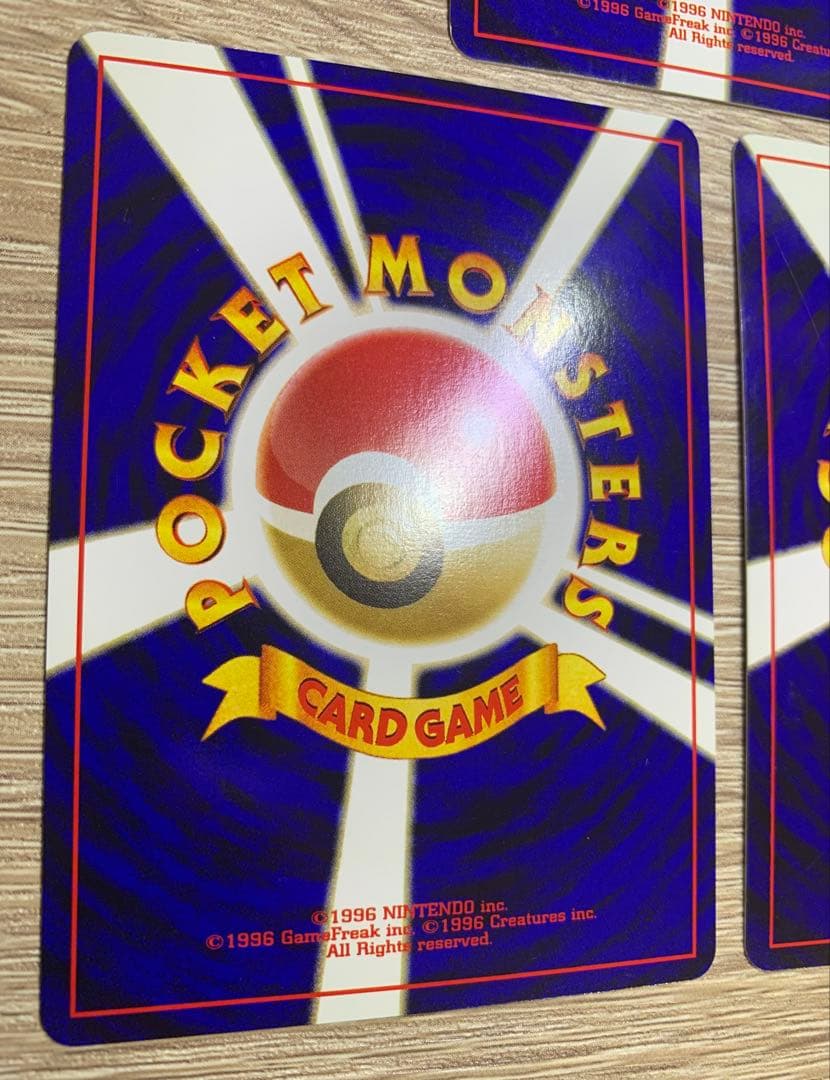 ©1996 NINTENDO inc.
©1996 GameFreak inc. ©1996 Creatures
All Rights reserved.
POCKET MONSTERS
CARD GAME
©1996 NINTENDO inc.
©1996 GameFreak inc. ©1996 Creatures inc.
All Rights reserved.